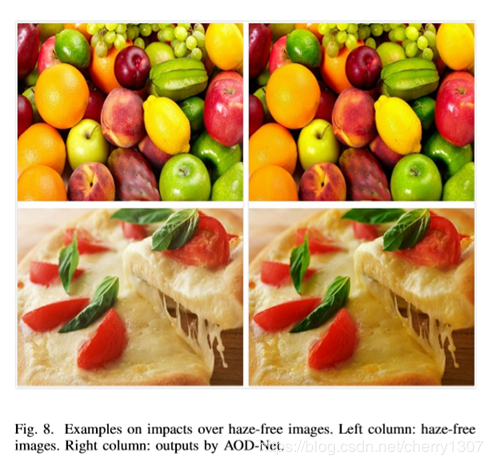 Fig. 8. Examples on impacts over haze-free images. Left column: haze-free
images. Right column: outputs by AOD-Net.
https://blog.csdn.net/cherry1307